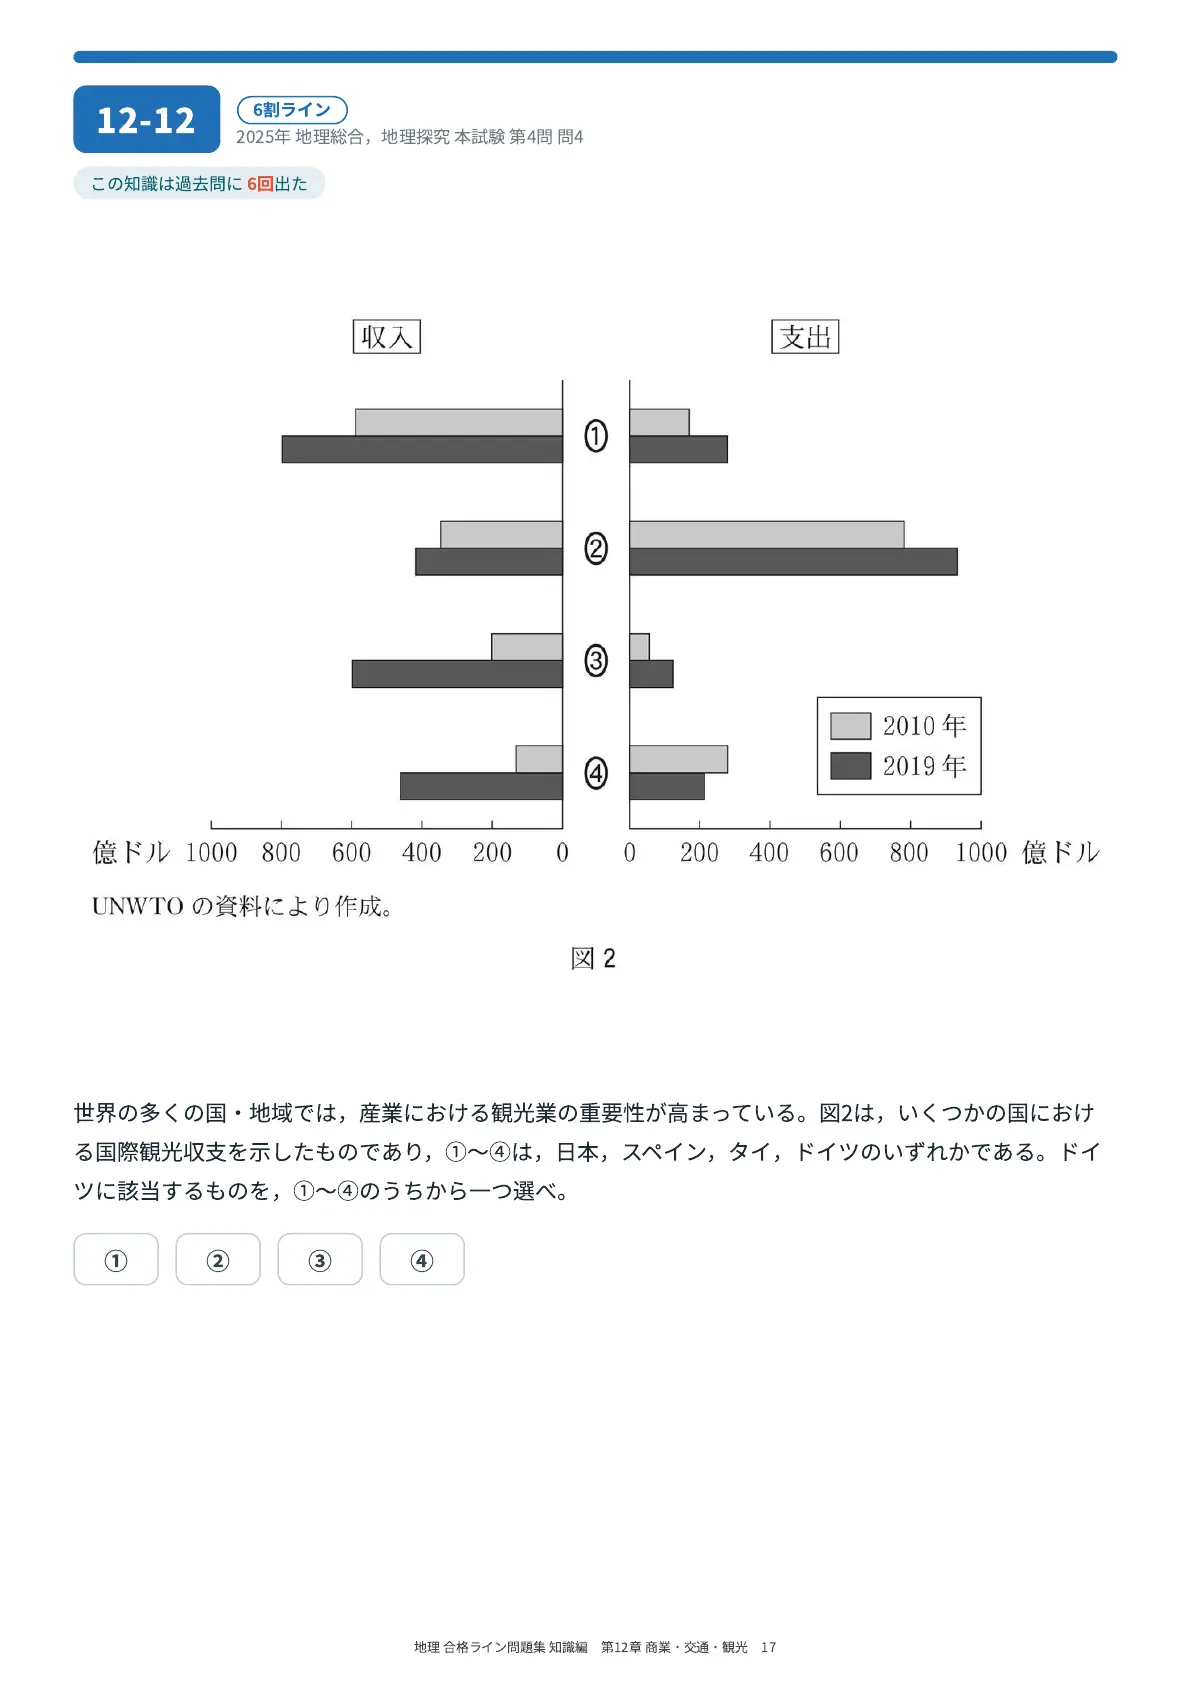 12-12
6割ライン
2025年 地理総合，地理探究 本試験 第4問 問4
この知識は過去問に 6回出た
収入
支出
①
②
③
④
2010 年
2019 年
億ドル 1000 800 600 400 200 0 0 200 400 600 800 1000 億ドル
UNWTO の資料により作成。
図 2
世界の多くの国・地域では，産業における観光業の重要性が高まっている。図2は，いくつかの国におけ
る国際観光収支を示したものであり，①〜④は，日本，スペイン，タイ，ドイツのいずれかである。ドイ
ツに該当するものを，①〜④のうちから一つ選べ。
① ② ③ ④
地理 合格ライン問題集 知識編　第12章 商業・交通・観光　17